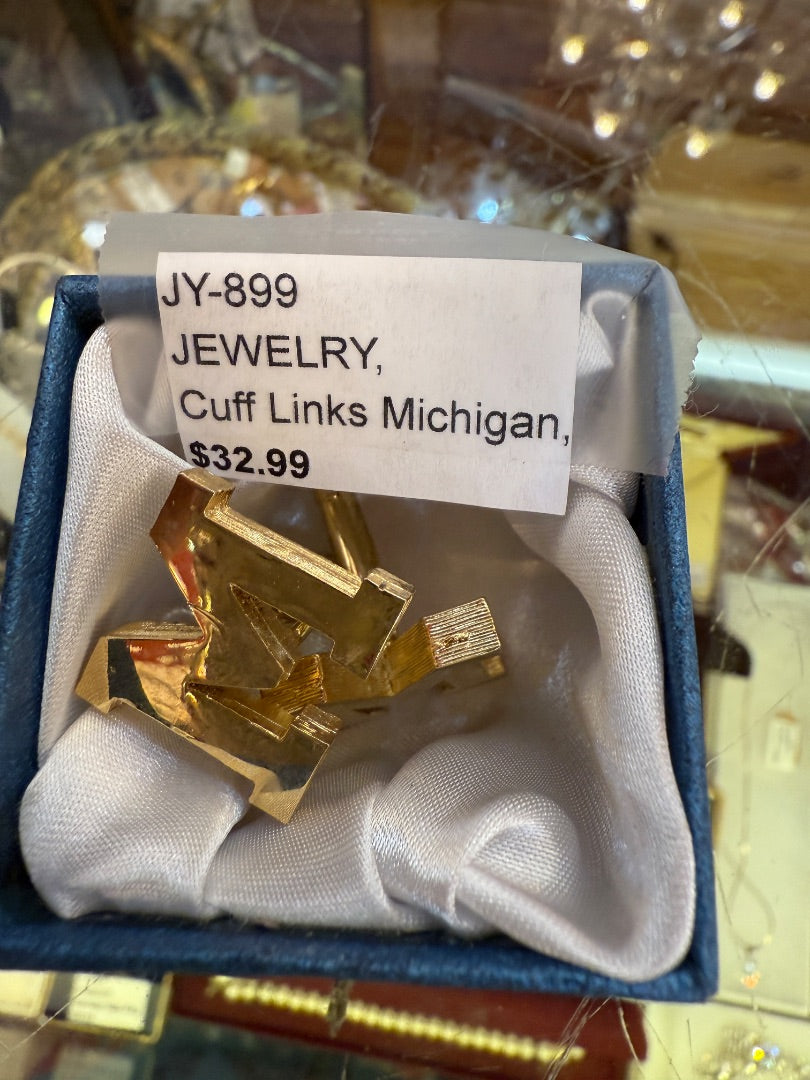 JY-899
JEWELRY,
Cuff Links Michigan,
$32.99